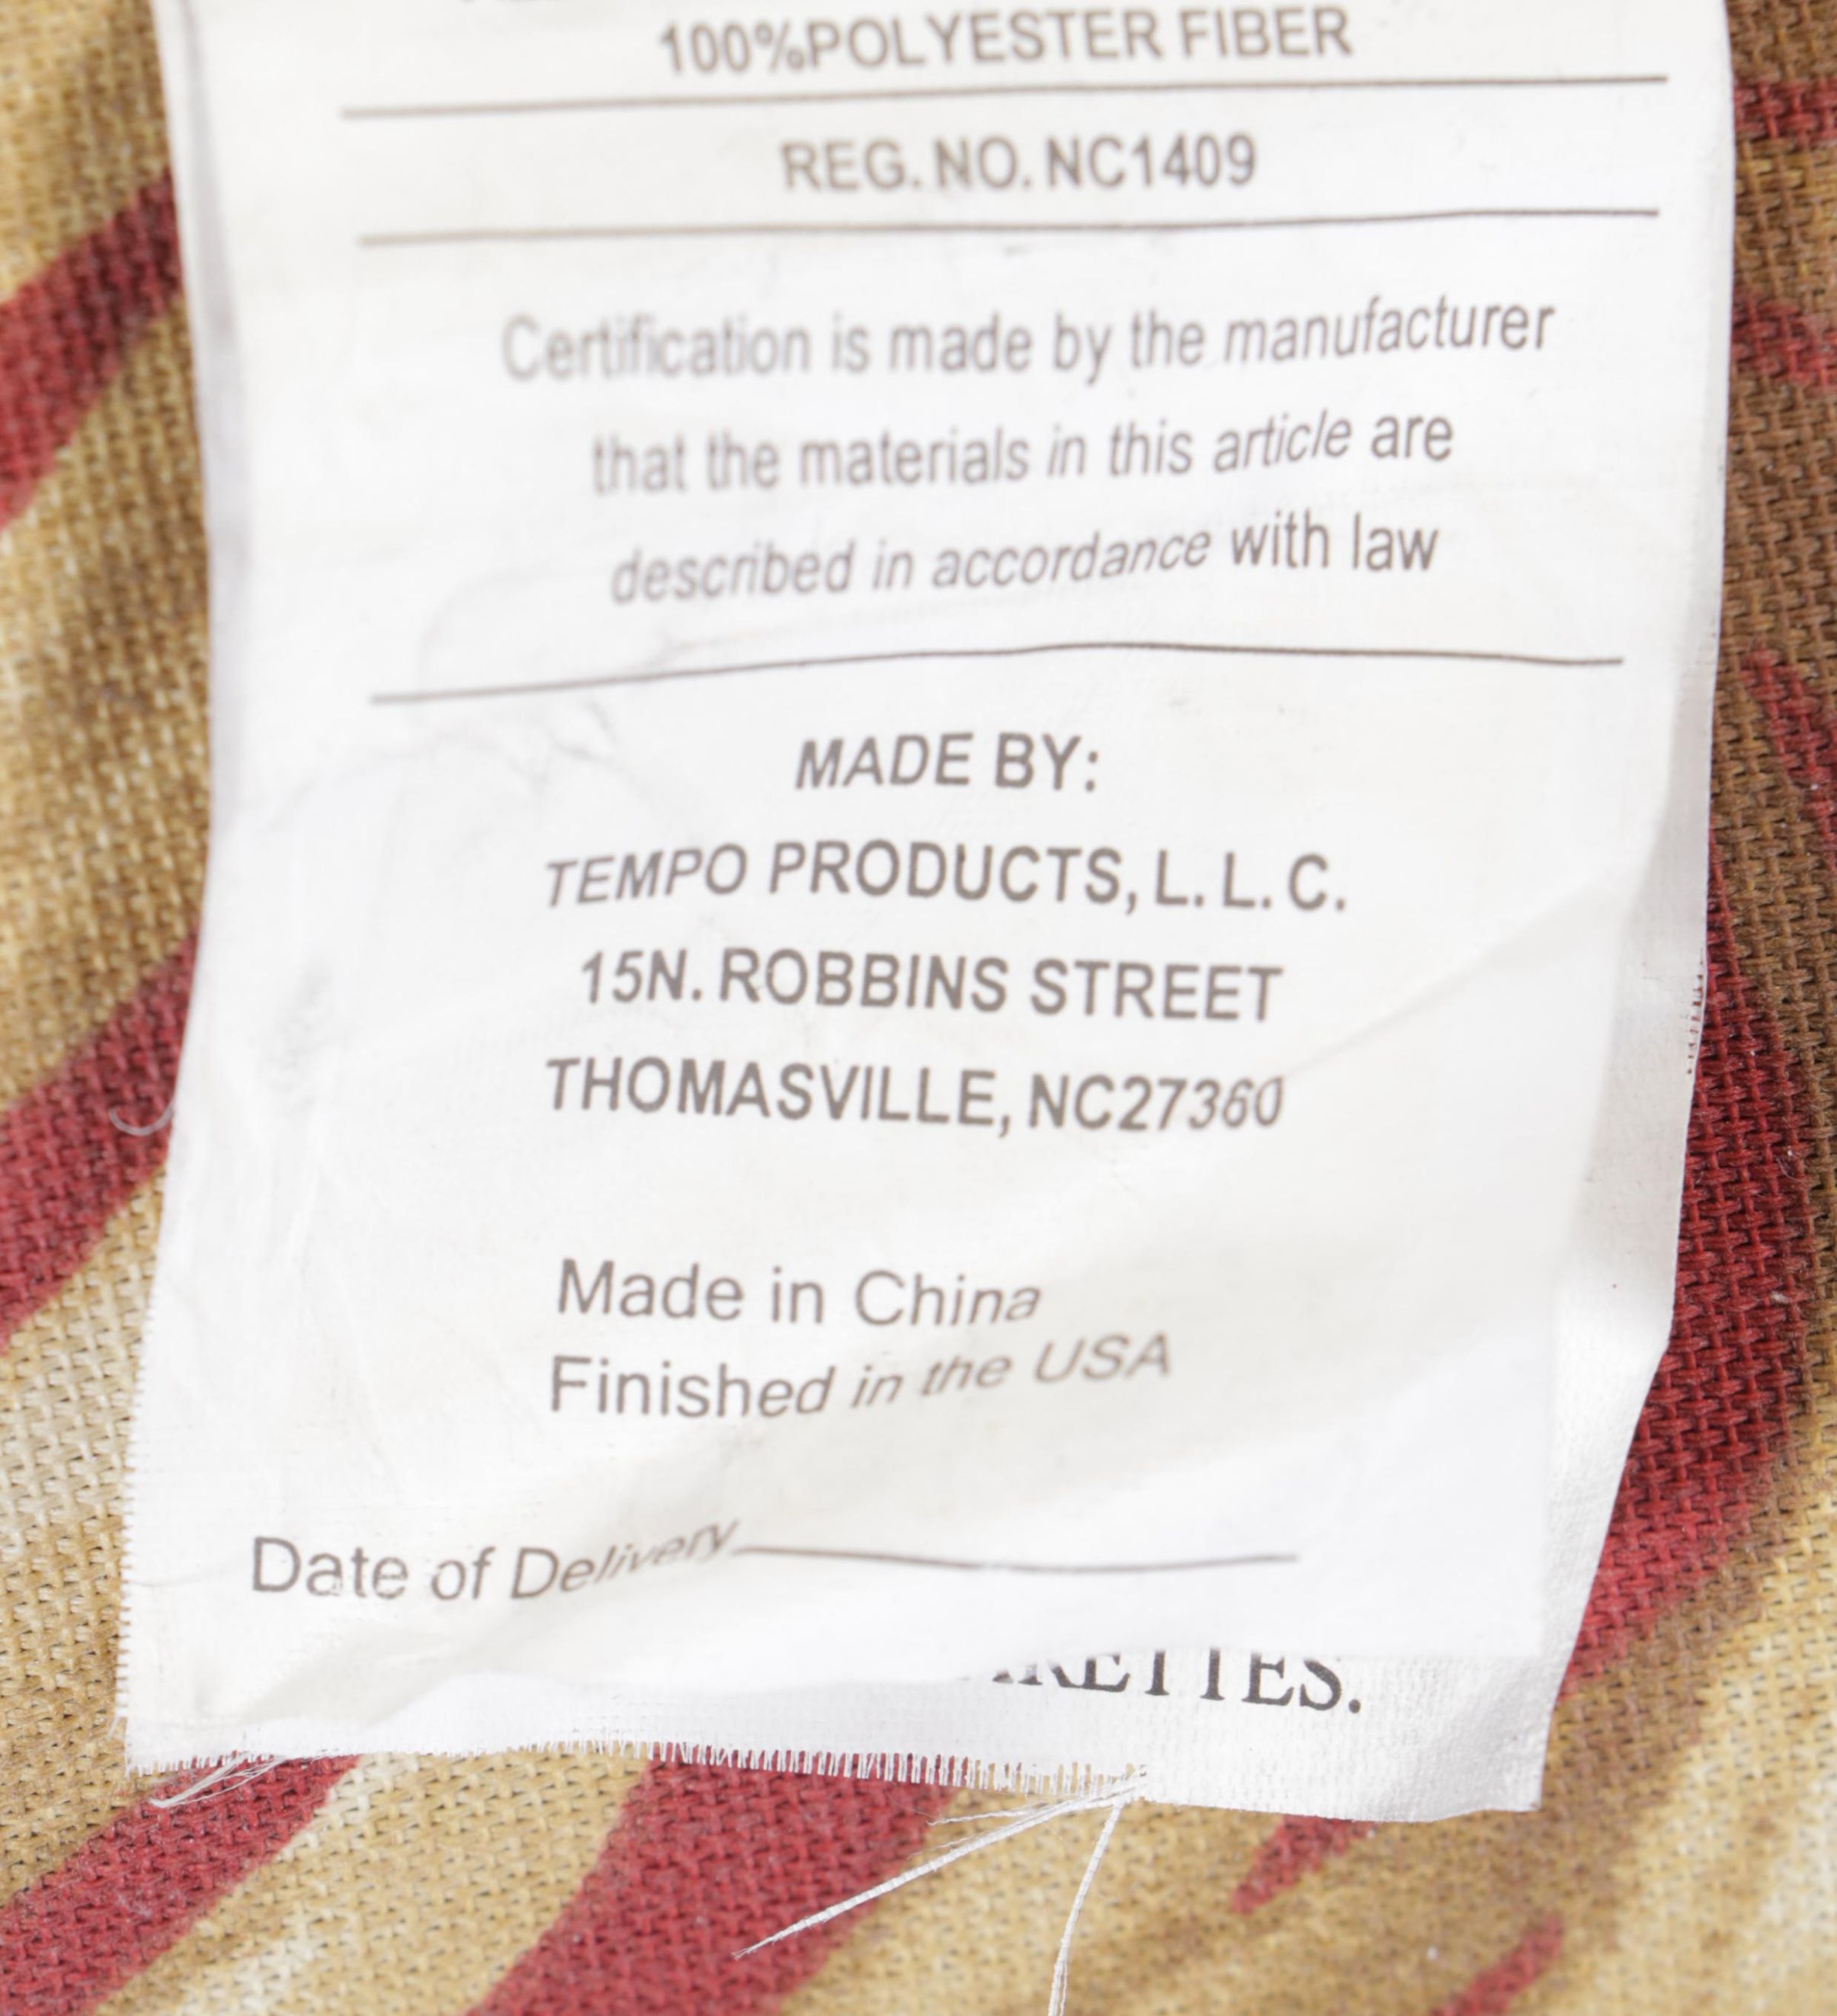 100%POLYESTER FIBER
REG. NO. NC1409
Certification is made by the manufacturer
that the materials in this article are
described in accordance with law
MADE BY:
TEMPO PRODUCTS, L. L. C.
15N. ROBBINS STREET
THOMASVILLE, NC27360
Made in China
Finished in the USA
Date of Delivery